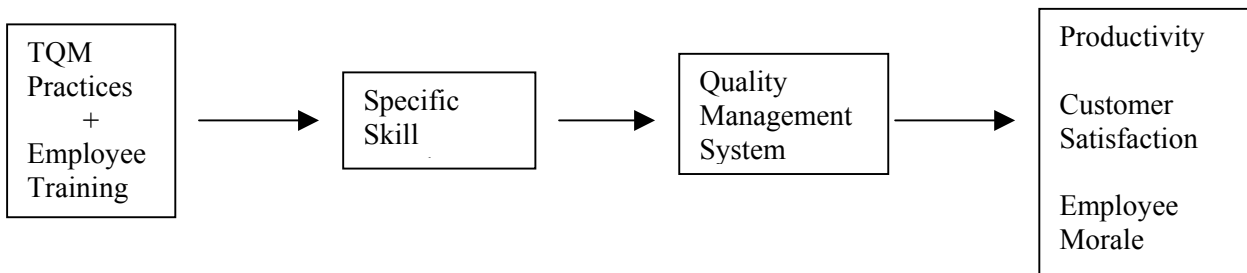 TQM
Practices
+
Employee
Training
Specific
Skill
Quality
Management
System
Productivity
Customer
Satisfaction
Employee
Morale